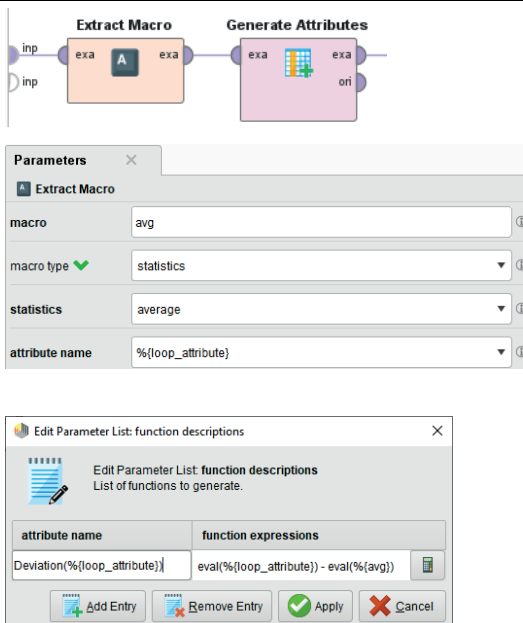 Extract Macro Generate Attributes
inp exa A exa exa exa
inp ori
Parameters
A Extract Macro
macro avg
macro type statistics
statistics average
attribute name %{loop_attribute}
Edit Parameter List: function descriptions
Edit Parameter List: function descriptions
List of functions to generate.
attribute name function expressions
Deviation(%{loop_attribute}) eval(%{loop_attribute}) - eval(%{avg})
Add Entry Remove Entry Apply Cancel